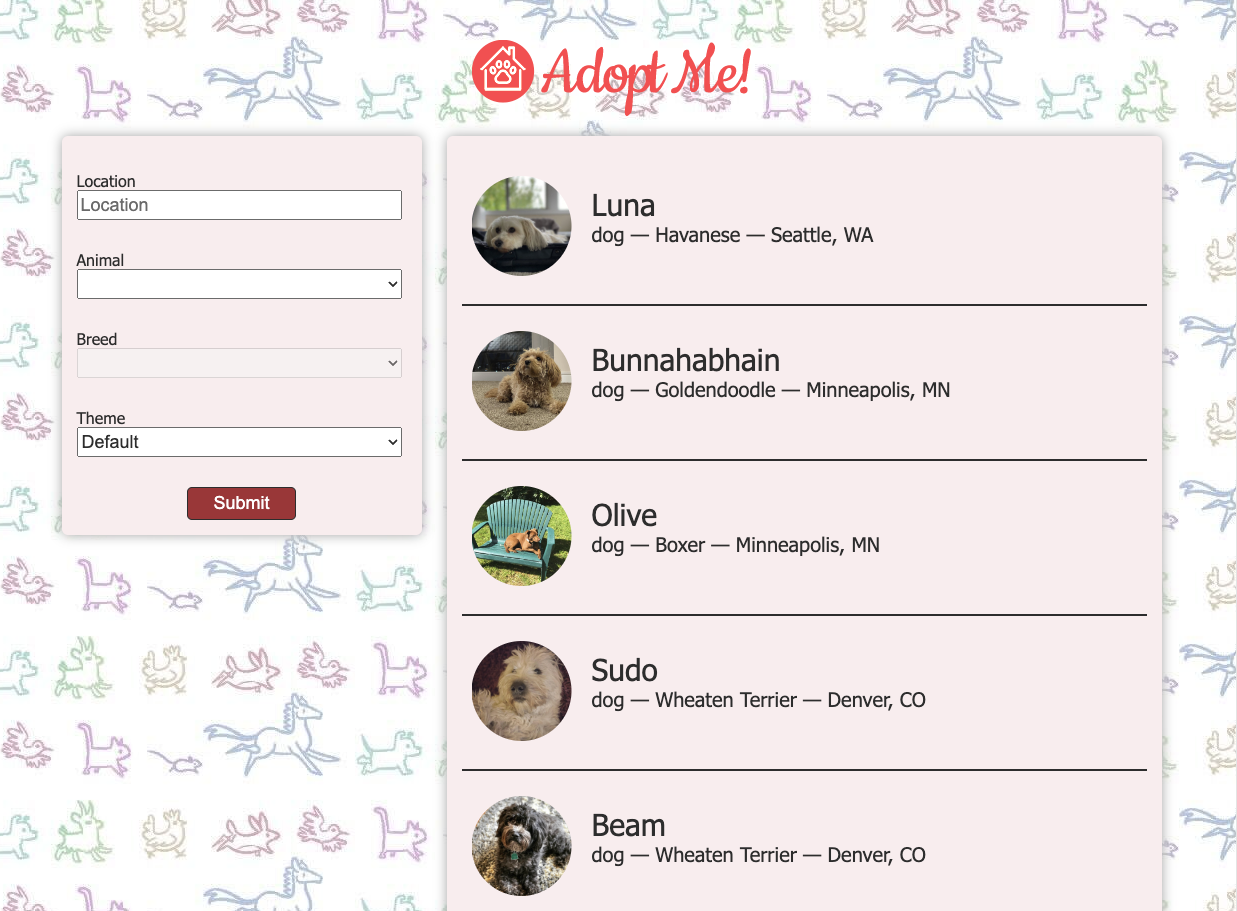 Adopt Me!
Location
Location
Animal
Breed
Theme
Default
Submit
Luna
dog — Havanese — Seattle, WA
Bunnahabhain
dog — Goldendoodle — Minneapolis, MN
Olive
dog — Boxer — Minneapolis, MN
Sudo
dog — Wheaten Terrier — Denver, CO
Beam
dog — Wheaten Terrier — Denver, CO